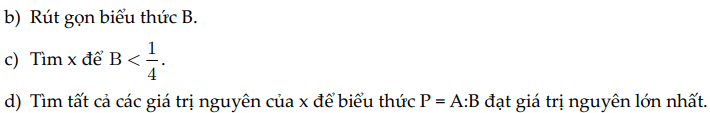 b) Rút gọn biểu thức B.
c) Tìm x để B < 1/4.
d) Tìm tất cả các giá trị nguyên của x để biểu thức P = A:B đạt giá trị nguyên lớn nhất.